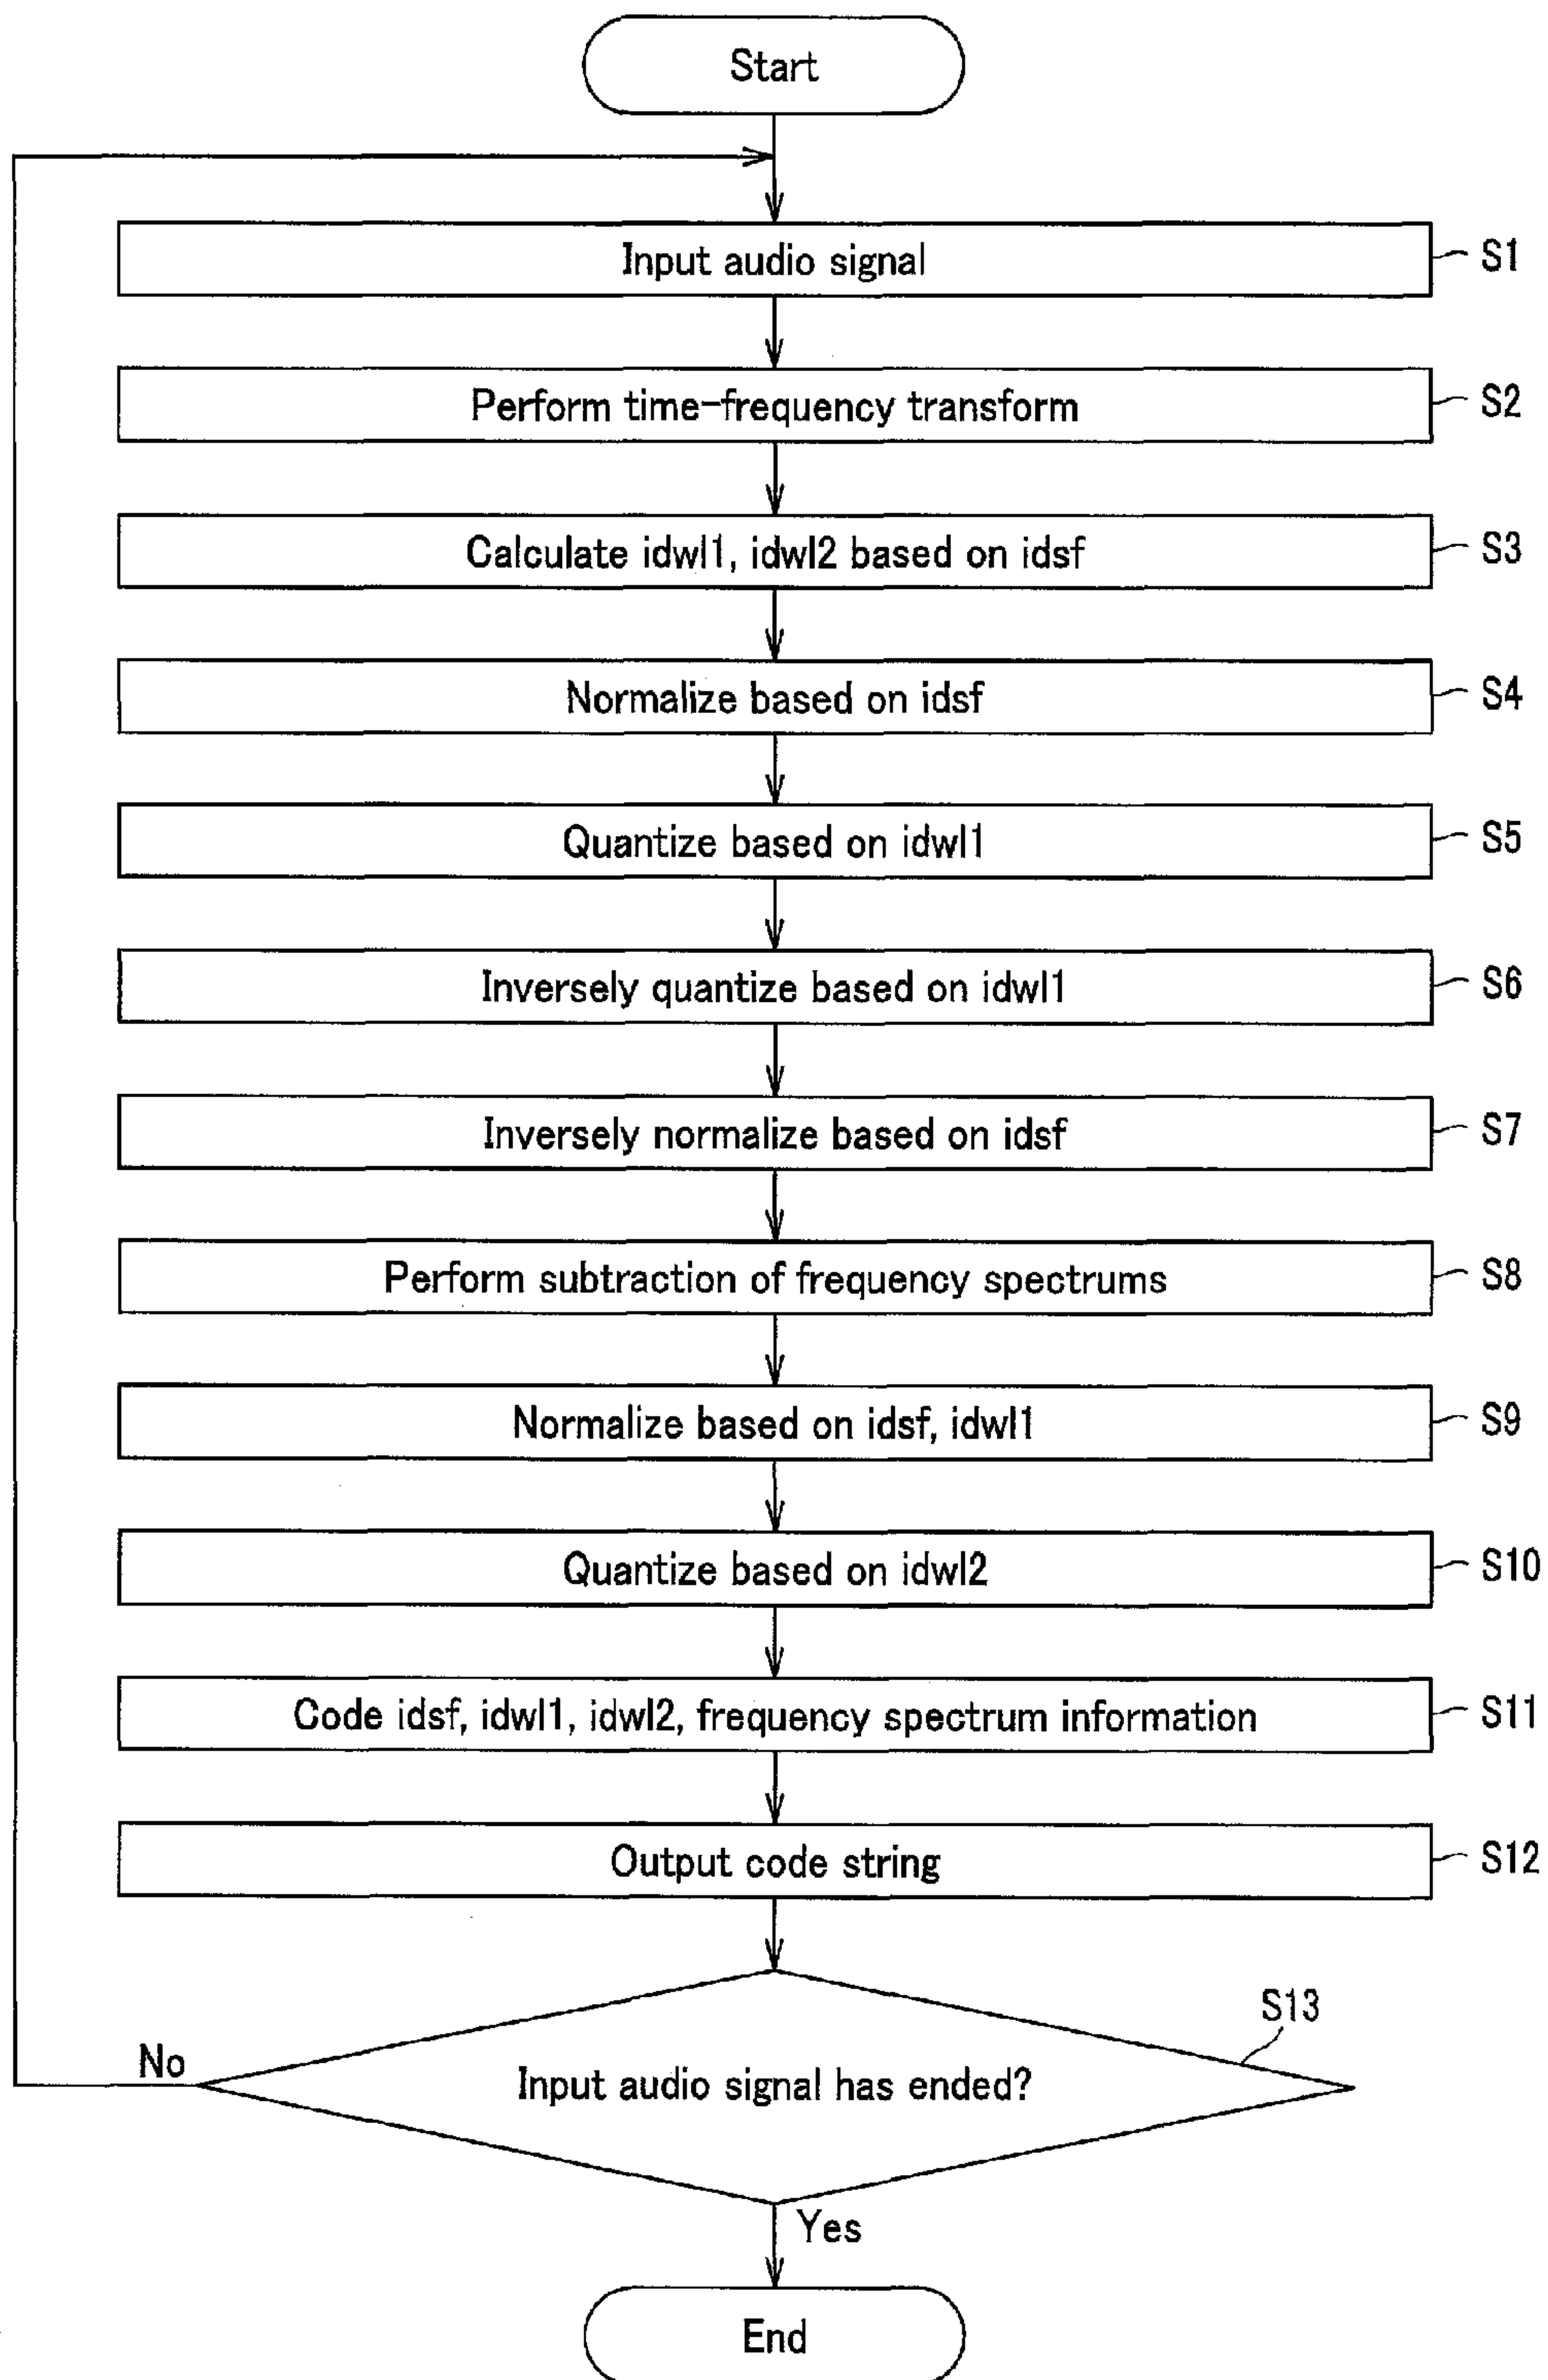 Start
Input audio signal
S1
Perform time-frequency transform
S2
Calculate idwl1, idwl2 based on idsf
S3
Normalize based on idsf
S4
Quantize based on idwl1
S5
Inversely quantize based on idwl1
S6
Inversely normalize based on idsf
S7
Perform subtraction of frequency spectrums
S8
Normalize based on idsf, idwl1
S9
Quantize based on idwl2
S10
Code idsf, idwl1, idwl2, frequency spectrum information
S11
Output code string
S12
S13
No
Input audio signal has ended?
Yes
End